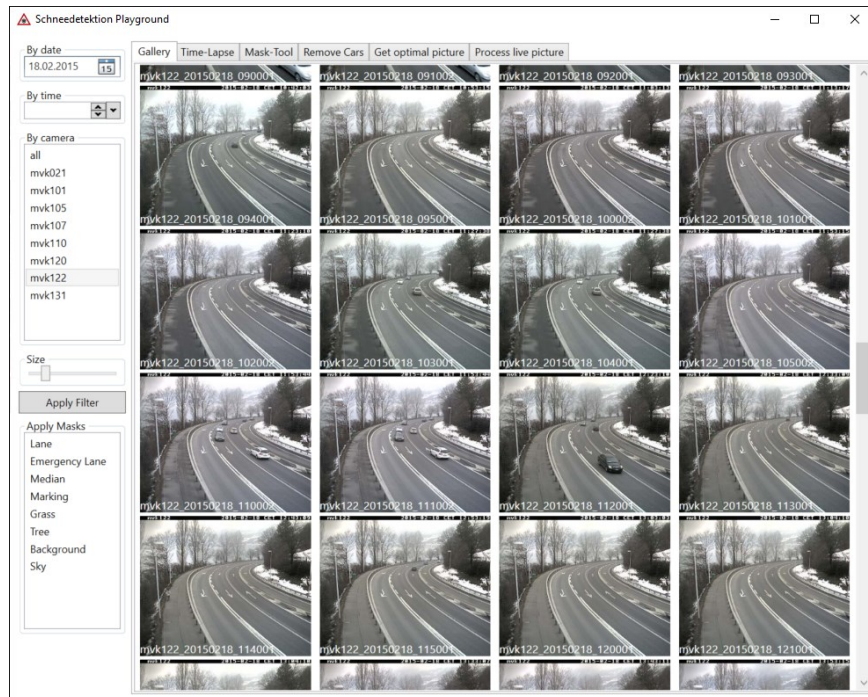 Schneedetektion Playground
By date
18.02.2015
15
By time
By camera
all
mvk021
mvk101
mvk105
mvk107
mvk110
mvk120
mvk122
mvk131
Size
Apply Filter
Apply Masks
Lane
Emergency Lane
Median
Marking
Grass
Tree
Background
Sky
Gallery Time-Lapse Mask-Tool Remove Cars Get optimal picture Process live picture
mvk122_20150218_090001 mvk122_20150218_091002 mvk122_20150218_092001 mvk122_20150218_093001
mvk122_20150218_094001 mvk122_20150218_095001 mvk122_20150218_100002 mvk122_20150218_101001
mvk122_20150218_102002 mvk122_20150218_103001 mvk122_20150218_104001 mvk122_20150218_105002
mvk122_20150218_110002 mvk122_20150218_111002 mvk122_20150218_112001 mvk122_20150218_113001
mvk122_20150218_114001 mvk122_20150218_115001 mvk122_20150218_120001 mvk122_20150218_121001